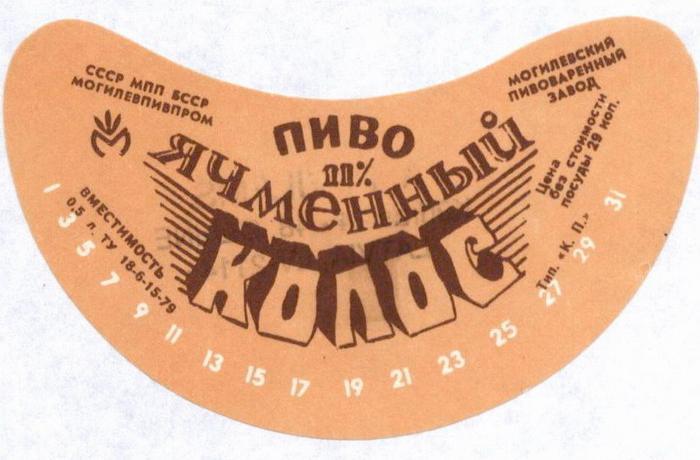 СССР МПП БССР
МОГИЛЕВПИВПРОМ
МОГИЛЕВСКИЙ
ПИВОВАРЕННЫЙ
ЗАВОД
ПИВО
11%
ЯЧМЕННЫЙ
КОЛОС
ВМЕСТИМОСТЬ
0,5 л. ТУ 18-6-15-79
Цена
без стоимости
посуды 29 коп.
Тип. «К. П.»
1 3 5 7 9 11 13 15 17 19 21 23 25 27 29 31